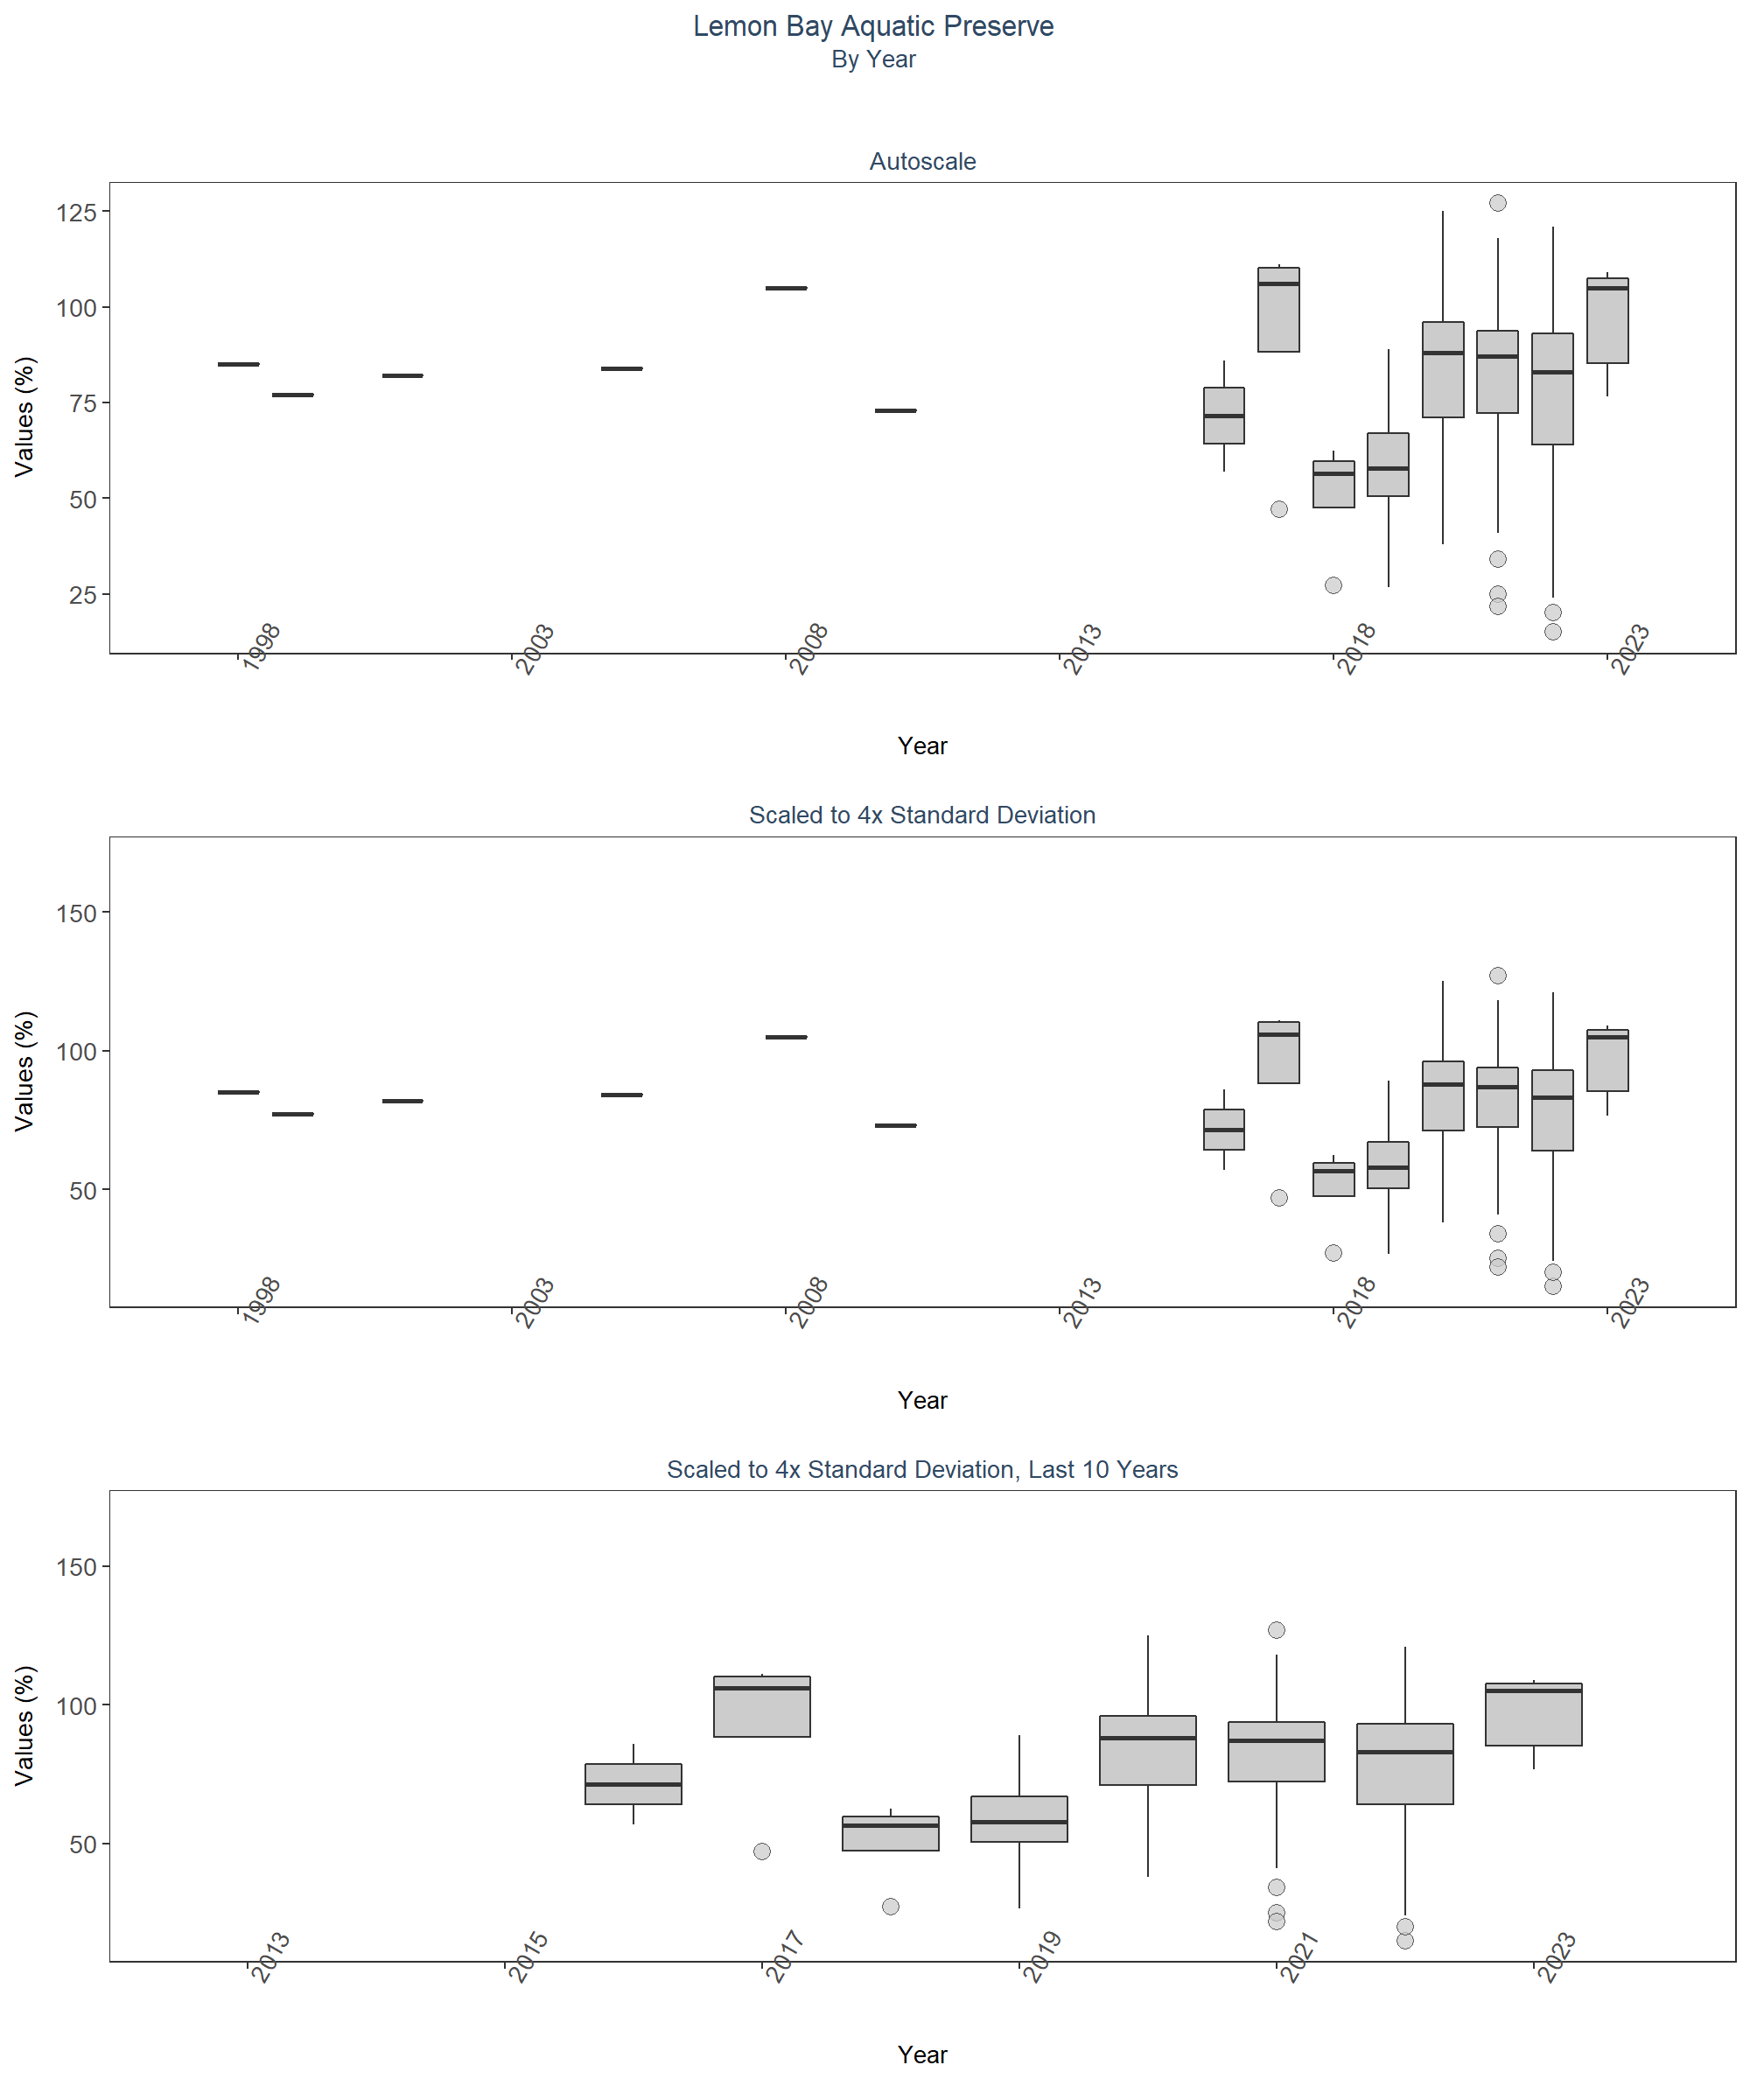 Lemon Bay Aquatic Preserve
By Year
Autoscale
Values (%)
125
100
75
50
25
1998
2003
2008
2013
2018
2023
Year
Scaled to 4x Standard Deviation
Values (%)
150
100
50
1998
2003
2008
2013
2018
2023
Year
Scaled to 4x Standard Deviation, Last 10 Years
Values (%)
150
100
50
2013
2015
2017
2019
2021
2023
Year